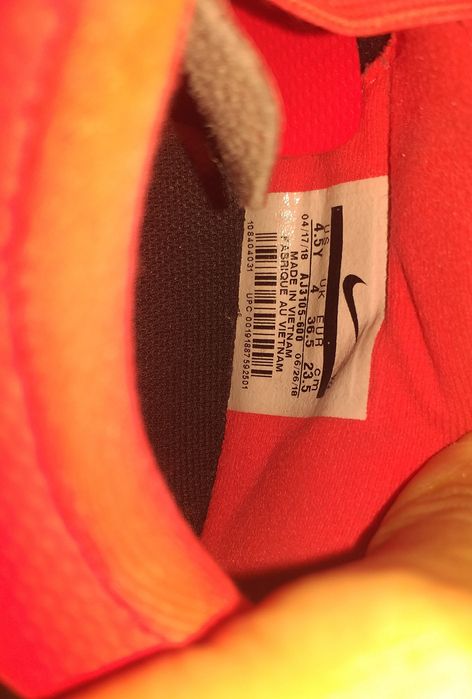 US UK EUR cm
4.5Y 4 36.5 23.5
04/17/18 AJ3105-600 06/26/18
MADE IN VIETNAM
FABRIQUE AU VIETNAM
108404031 UPC 00191887592501